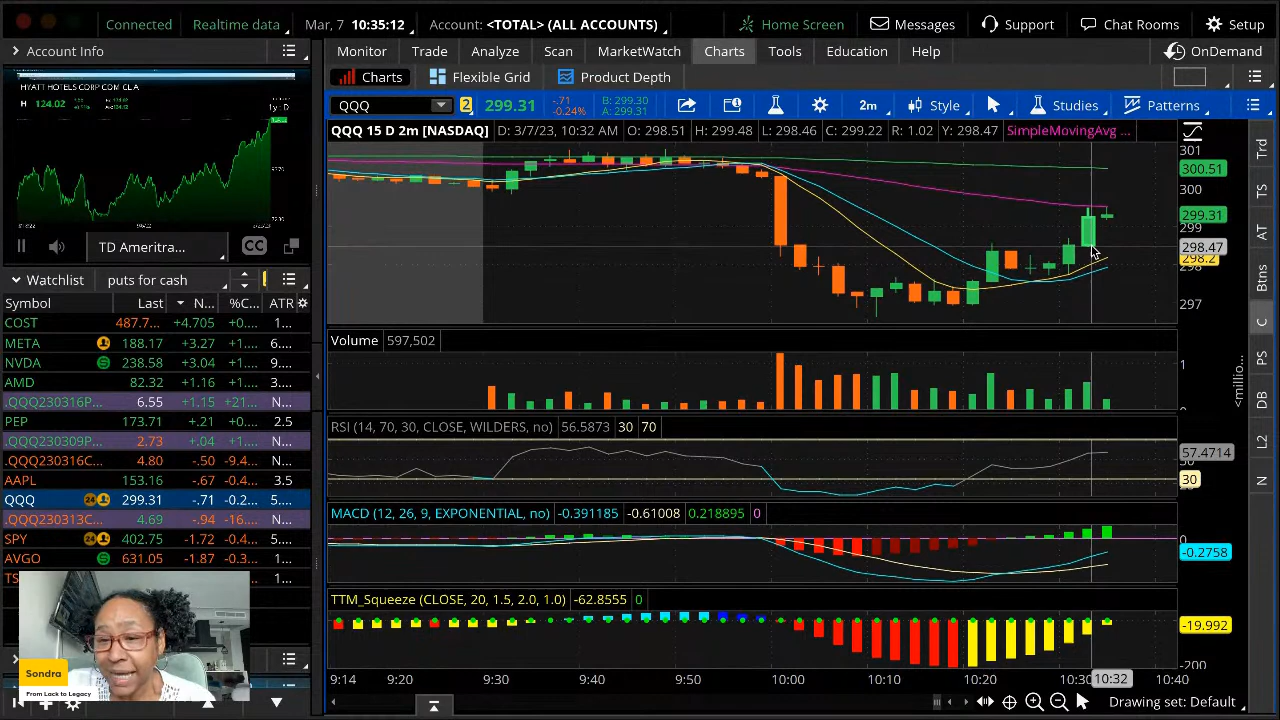 Connected
Realtime data
Mar, 7 10:35:12
Account: <TOTAL> (ALL ACCOUNTS)
Home Screen
Messages
Support
Chat Rooms
Setup
Account Info
Monitor
Trade
Analyze
Scan
MarketWatch
Charts
Tools
Education
Help
OnDemand
Charts
Flexible Grid
Product Depth
HYATT HOTELS CORP COM CL A
H 124.02
1y: D
TD Ameritra...
CC
QQQ
2
299.31
-.71
-0.24%
B: 299.30
A: 299.31
2m
Style
Studies
Patterns
QQQ 15 D 2m [NASDAQ]
D: 3/7/23, 10:32 AM
O: 298.51
H: 299.48
L: 298.46
C: 299.22
R: 1.02
Y: 298.47
SimpleMovingAvg ...
301
300.51
300
299.31
299
298.47
298.2
298
297
Watchlist
puts for cash
Symbol Last N... %C... ATR
COST 487.7... +4.705 +0.... 1...
META 188.17 +3.27 +1.... 6....
NVDA 238.58 +3.04 +1.... 9....
AMD 82.32 +1.16 +1.... 3....
.QQQ230316P... 6.55 +1.15 +21... N...
PEP 173.71 +.21 +0.... 2.5
.QQQ230309P... 2.73 +.04 +1.... N...
.QQQ230316C... 4.80 -.50 -9.4... N...
AAPL 153.16 -.67 -0.4... 3.5
QQQ 24 299.31 -.71 -0.2... 5....
.QQQ230313C... 4.69 -.94 -16.... N...
SPY 24 402.75 -1.72 -0.4... 5....
AVGO 631.05 -1.87 -0.3... 1...
TS
Volume
597,502
1
<millio...
RSI (14, 70, 30, CLOSE, WILDERS, no)
56.5873
30
70
57.4714
30
MACD (12, 26, 9, EXPONENTIAL, no)
-0.391185
-0.61008
0.218895
0
0
-0.2758
TTM_Squeeze (CLOSE, 20, 1.5, 2.0, 1.0)
-62.8555
0
-19.992
-200
9:14
9:20
9:30
9:40
9:50
10:00
10:10
10:20
10:30
10:32
10:40
Drawing set: Default
Trd
TS
AT
Btns
C
PS
DB
L2
N
Sondra
From Lack to Legacy